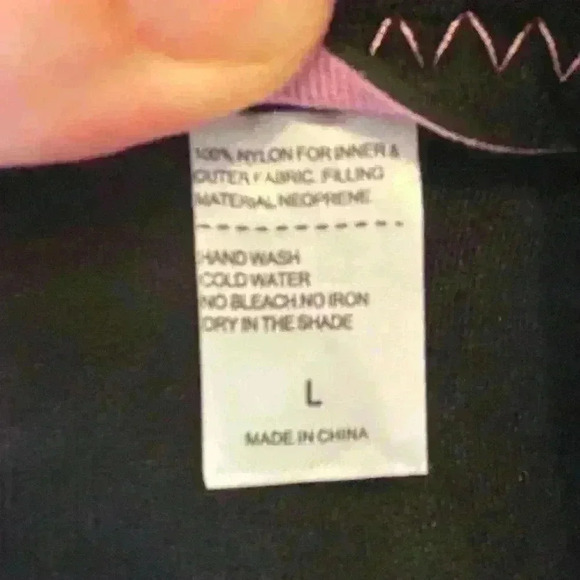 100% NYLON FOR INNER &
OUTER FABRIC. FILLING
MATERIAL NEOPRENE
HAND WASH
COLD WATER
NO BLEACH.NO IRON
DRY IN THE SHADE
L
MADE IN CHINA